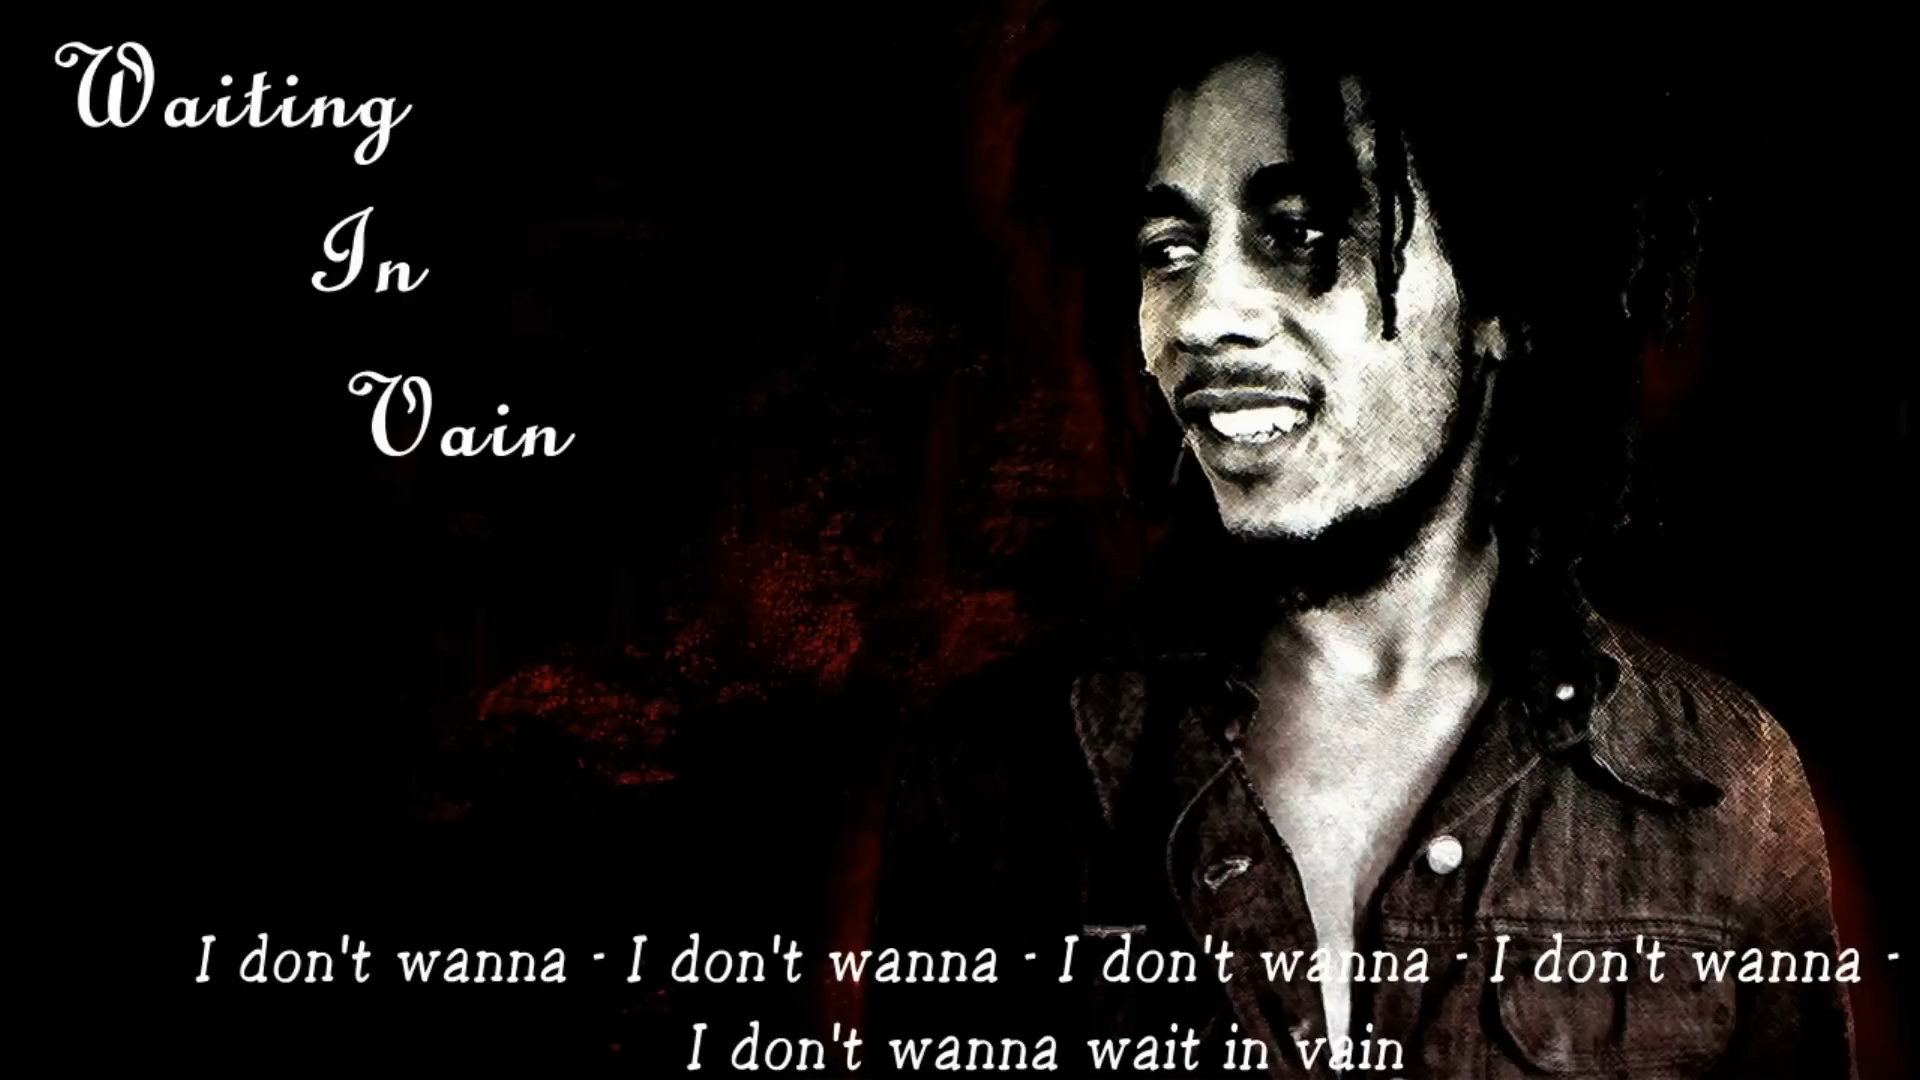 Waiting
In
Vain
I don't wanna - I don't wanna - I don't wanna - I don't wanna -
I don't wanna wait in vain